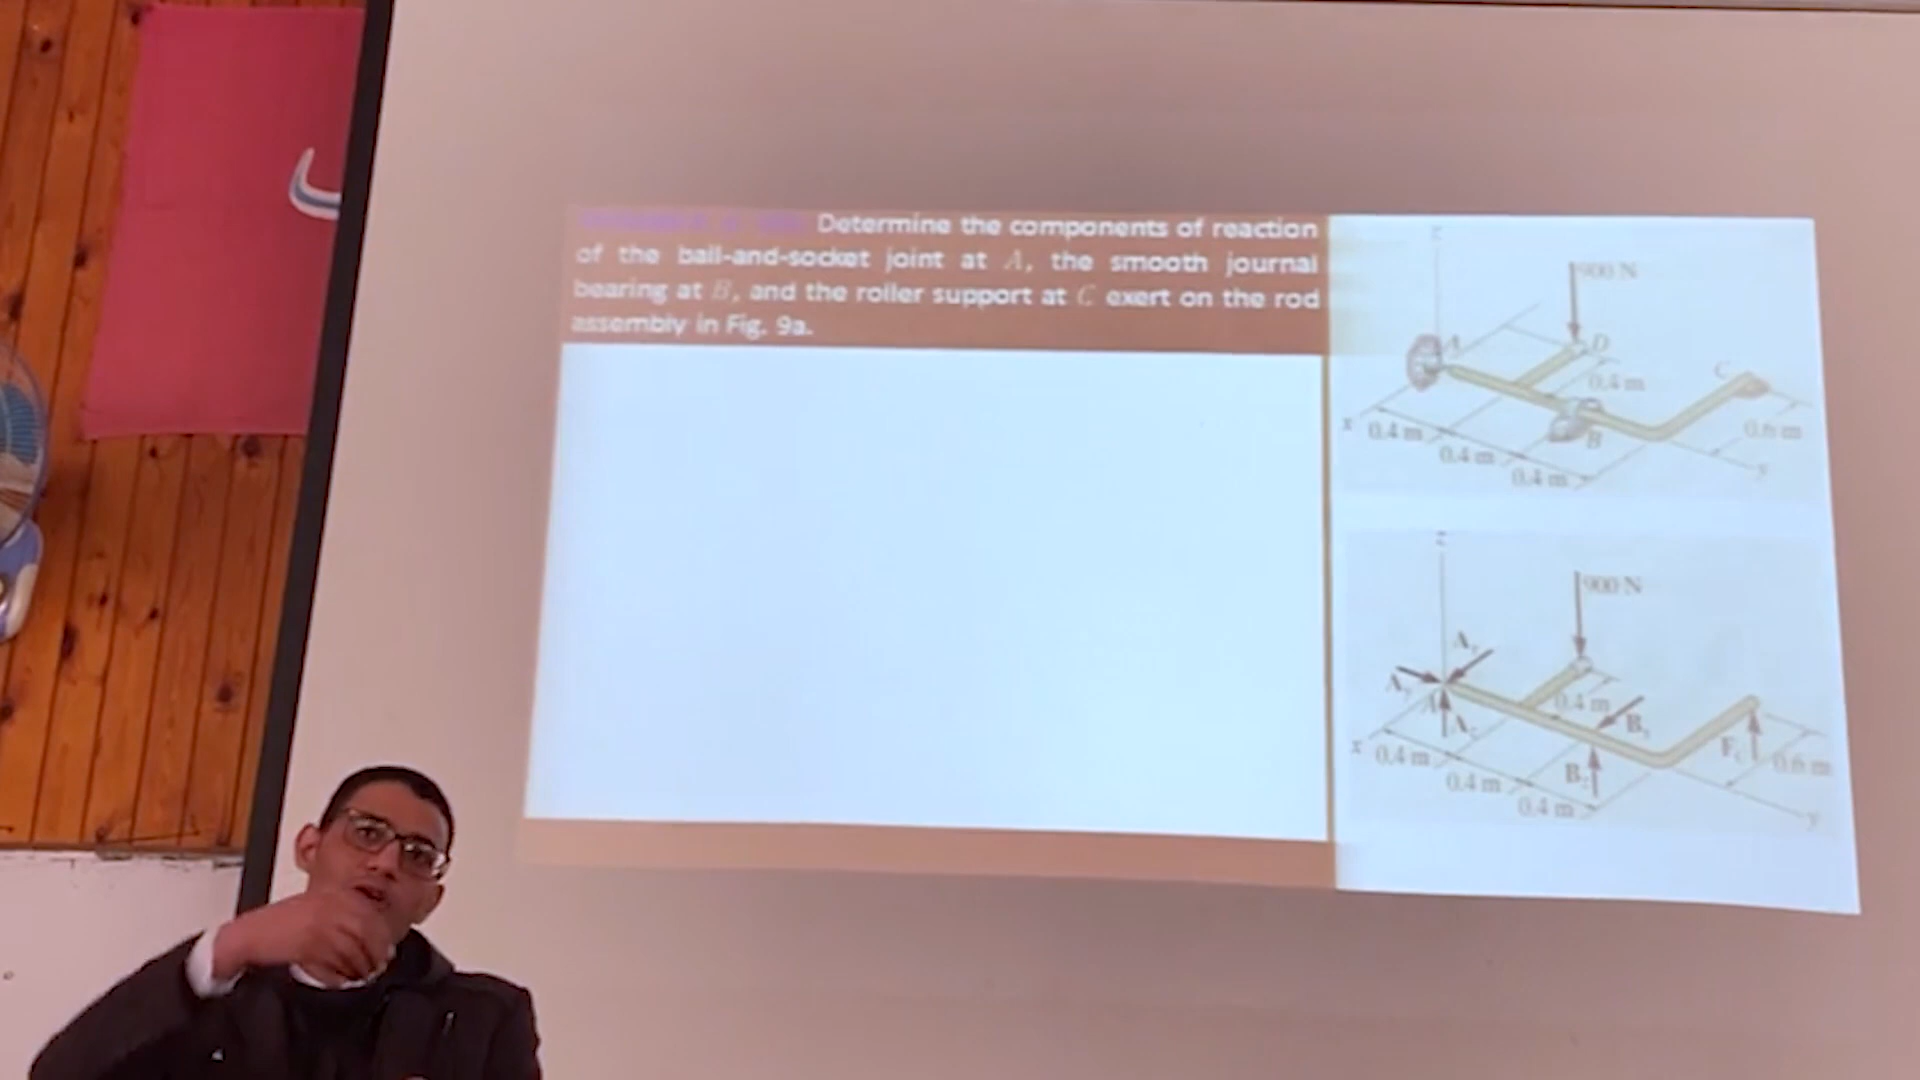 Determine the components of reaction
of the ball-and-socket joint at A, the smooth journal
bearing at B, and the roller support at C exert on the rod
assembly in Fig. 9a.
z
900 N
A
D
0.4 m
C
x
0.4 m
B
0.6 m
0.4 m
y
0.4 m
z
900 N
A
0.4 m
x
0.4 m
0.6 m
0.4 m
0.4 m
y